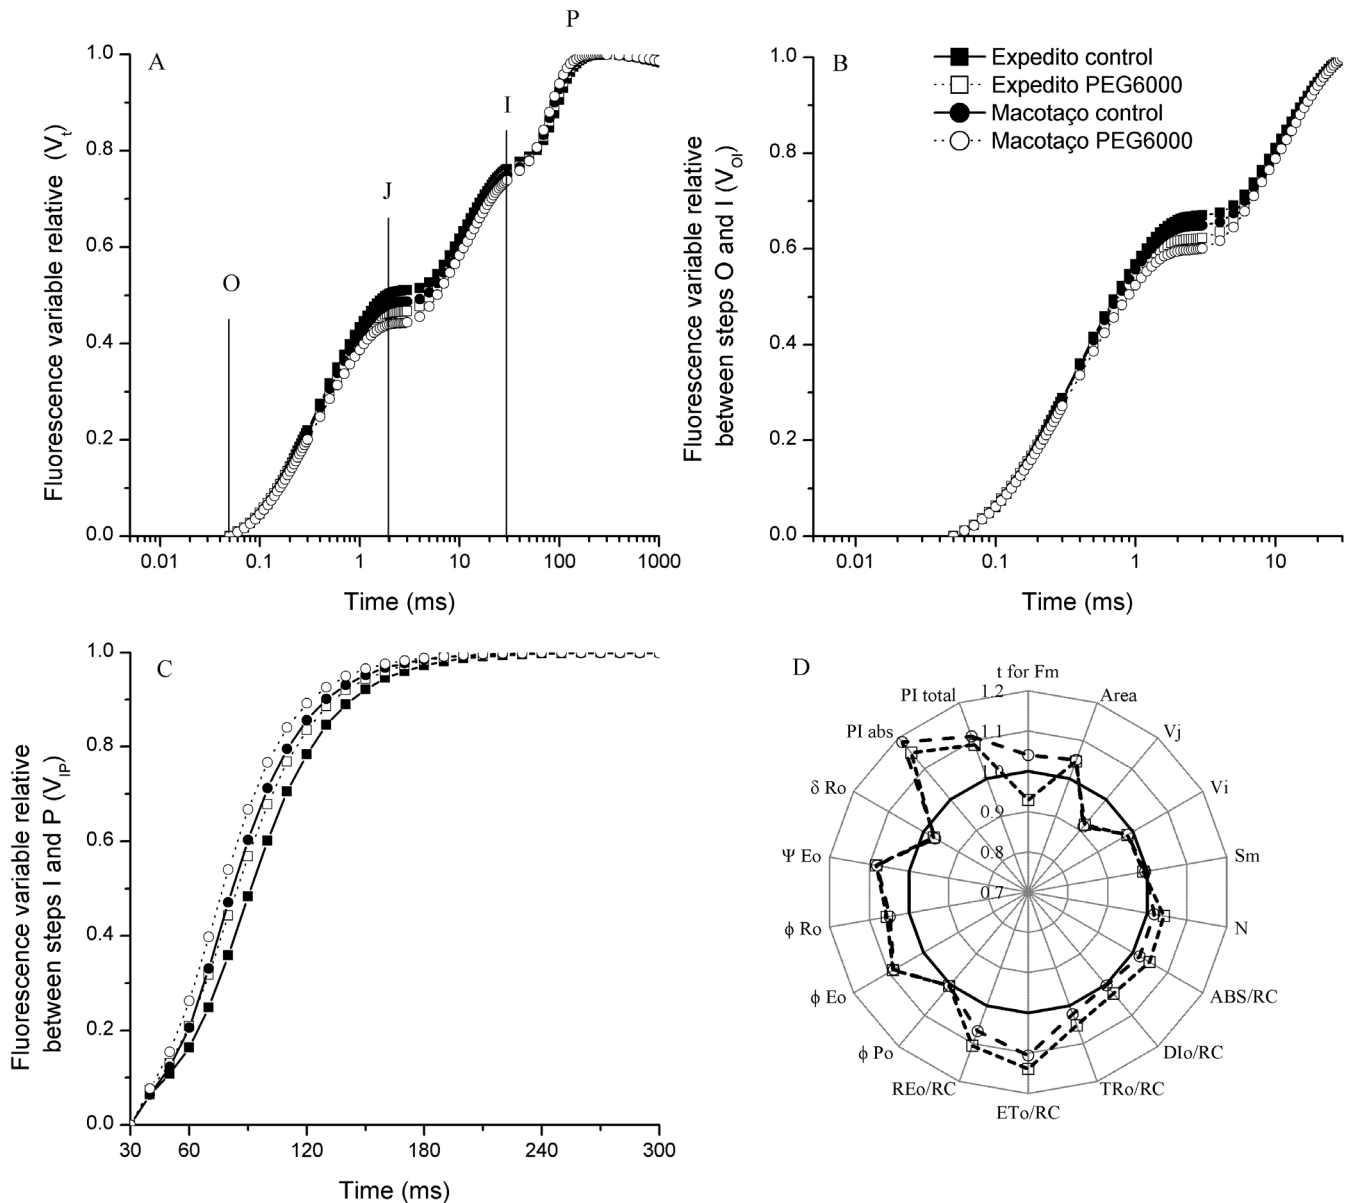 P
A
1.0
0.8
0.6
0.4
0.2
0.0
Fluorescence variable relative (Vt)
O
J
I
0.01 0.1 1 10 100 1000
Time (ms)
B
Expedito control
Expedito PEG6000
Macotaço control
Macotaço PEG6000
1.0
0.8
0.6
0.4
0.2
0.0
Fluorescence variable relative
between steps O and I (VOI)
0.01 0.1 1 10
Time (ms)
C
1.0
0.8
0.6
0.4
0.2
0.0
Fluorescence variable relative
between steps I and P (VIP)
30 60 120 180 240 300
Time (ms)
D
t for Fm
Area
Vj
Vi
Sm
N
ABS/RC
DIo/RC
TRo/RC
ETo/RC
REo/RC
ϕ Po
ϕ Eo
ϕ Ro
Ψ Eo
δ Ro
PI abs
PI total
1.2
1.1
1.0
0.9
0.8
0.7